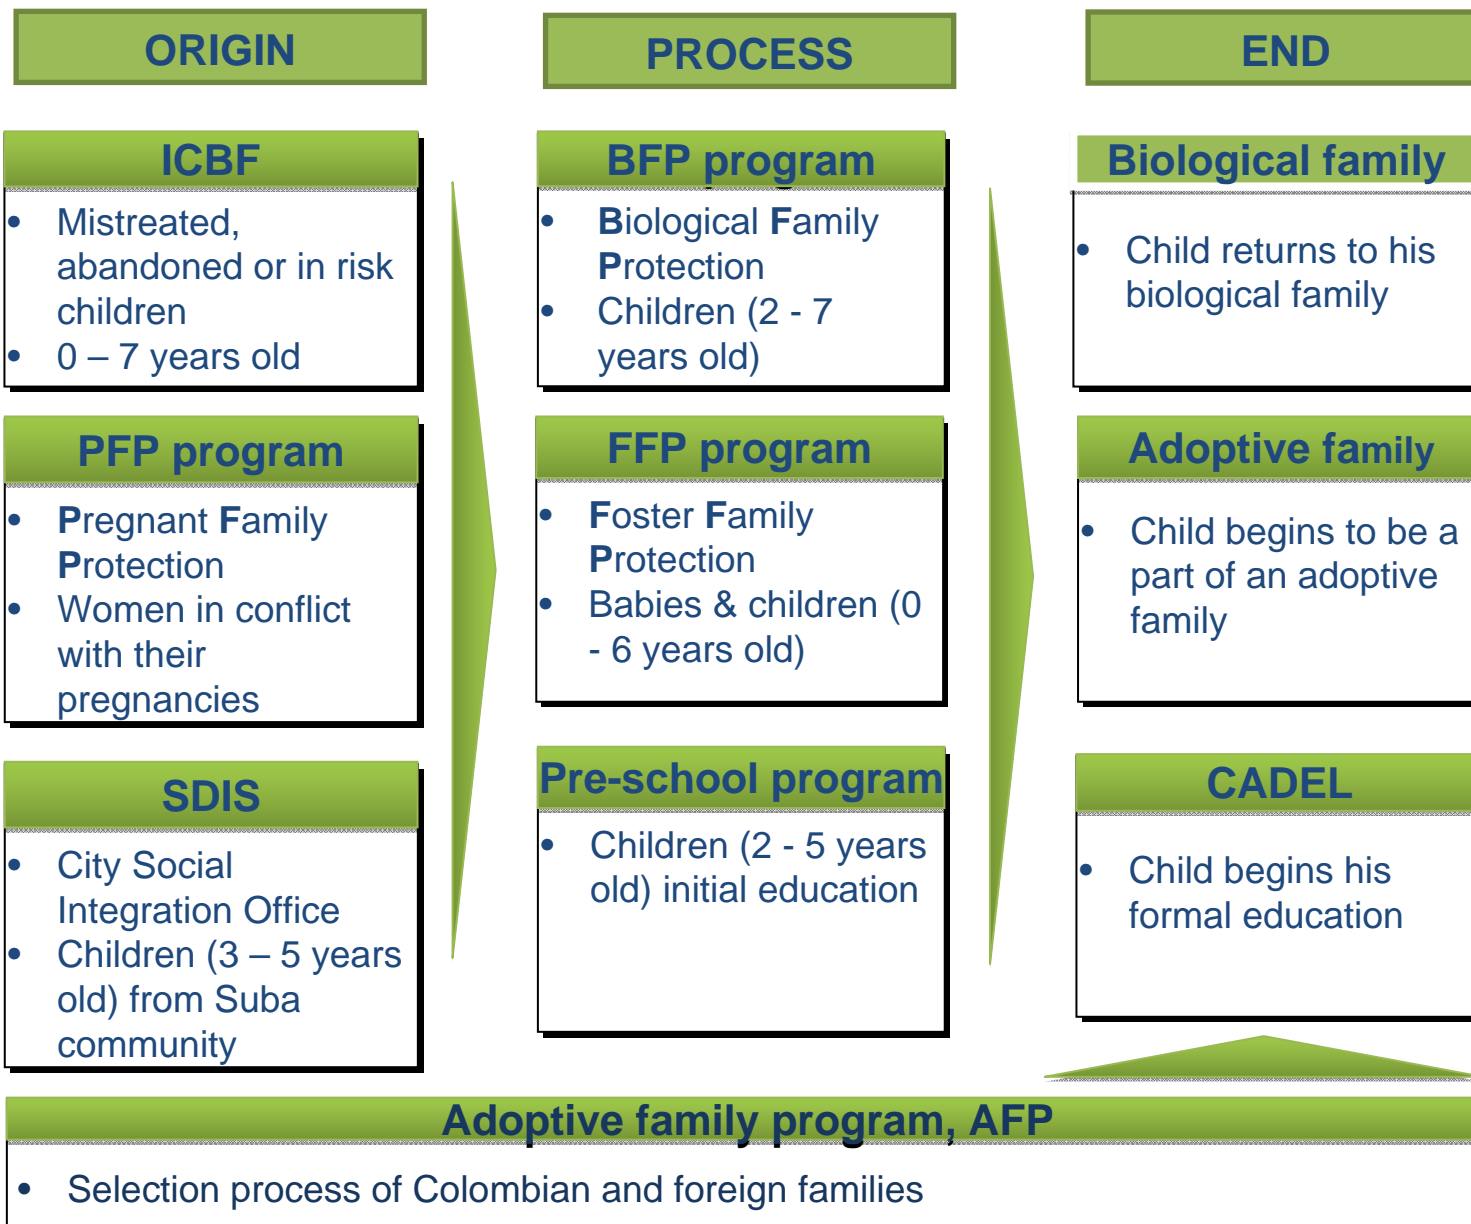 ORIGIN
PROCESS
END
ICBF
• Mistreated,
abandoned or in risk
children
• 0 – 7 years old
BFP program
• Biological Family
Protection
• Children (2 - 7
years old)
Biological family
• Child returns to his
biological family
PFP program
• Pregnant Family
Protection
• Women in conflict
with their
pregnancies
FFP program
• Foster Family
Protection
• Babies & children (0
- 6 years old)
Adoptive family
• Child begins to be a
part of an adoptive
family
SDIS
• City Social
Integration Office
• Children (3 – 5 years
old) from Suba
community
Pre-school program
• Children (2 - 5 years
old) initial education
CADEL
• Child begins his
formal education
Adoptive family program, AFP
• Selection process of Colombian and foreign families